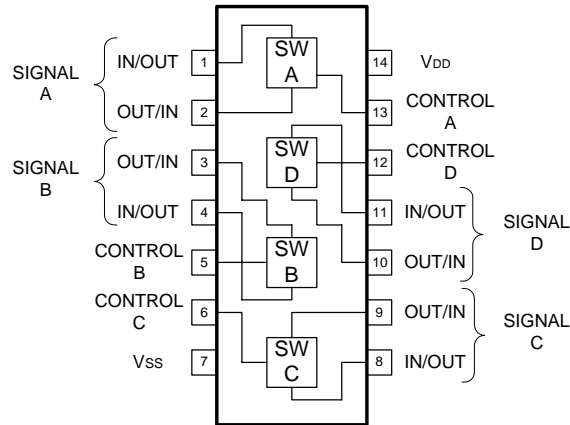 SIGNAL
A
IN/OUT
1
OUT/IN
2
SIGNAL
B
OUT/IN
3
IN/OUT
4
CONTROL
B
5
CONTROL
C
6
VSS
7
SW
A
SW
D
SW
B
SW
C
14
VDD
13
CONTROL
A
12
CONTROL
D
11
IN/OUT
10
OUT/IN
SIGNAL
D
9
OUT/IN
8
IN/OUT
SIGNAL
C